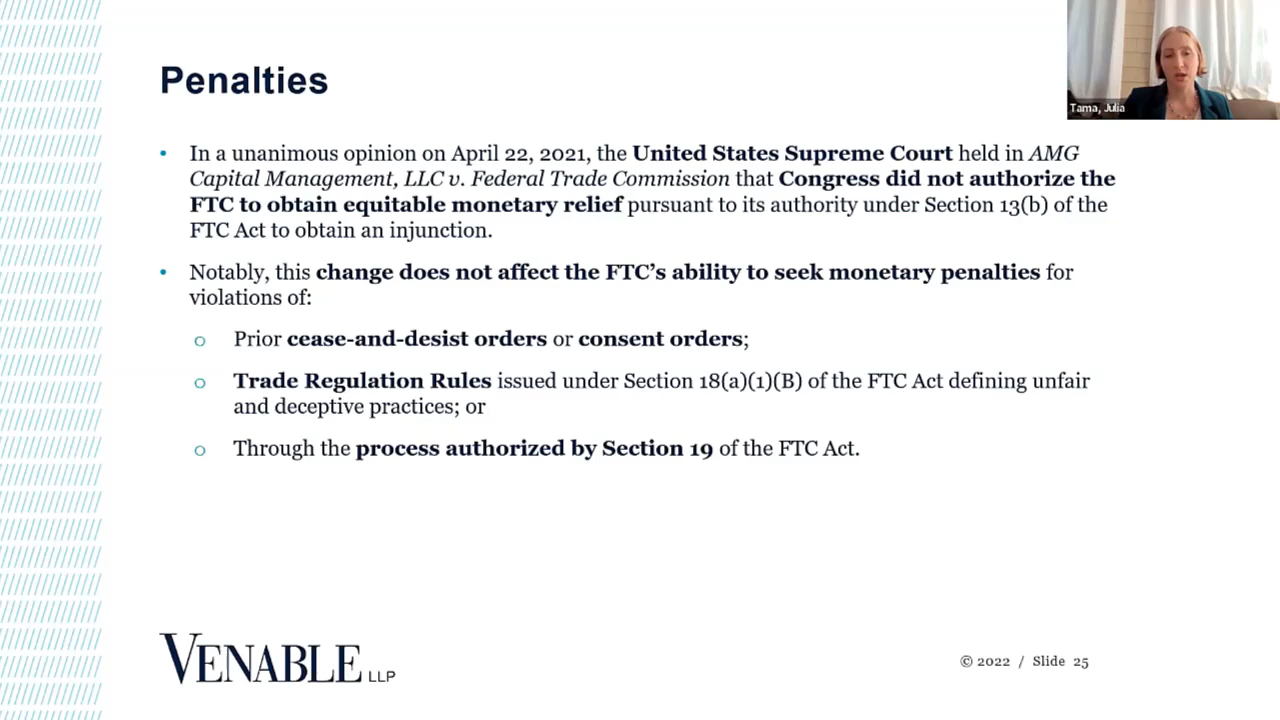 Penalties
Tama, Julia
• In a unanimous opinion on April 22, 2021, the United States Supreme Court held in AMG
Capital Management, LLC v. Federal Trade Commission that Congress did not authorize the
FTC to obtain equitable monetary relief pursuant to its authority under Section 13(b) of the
FTC Act to obtain an injunction.
• Notably, this change does not affect the FTC’s ability to seek monetary penalties for
violations of:
o Prior cease-and-desist orders or consent orders;
o Trade Regulation Rules issued under Section 18(a)(1)(B) of the FTC Act defining unfair
and deceptive practices; or
o Through the process authorized by Section 19 of the FTC Act.
VENABLE LLP
© 2022 / Slide 25